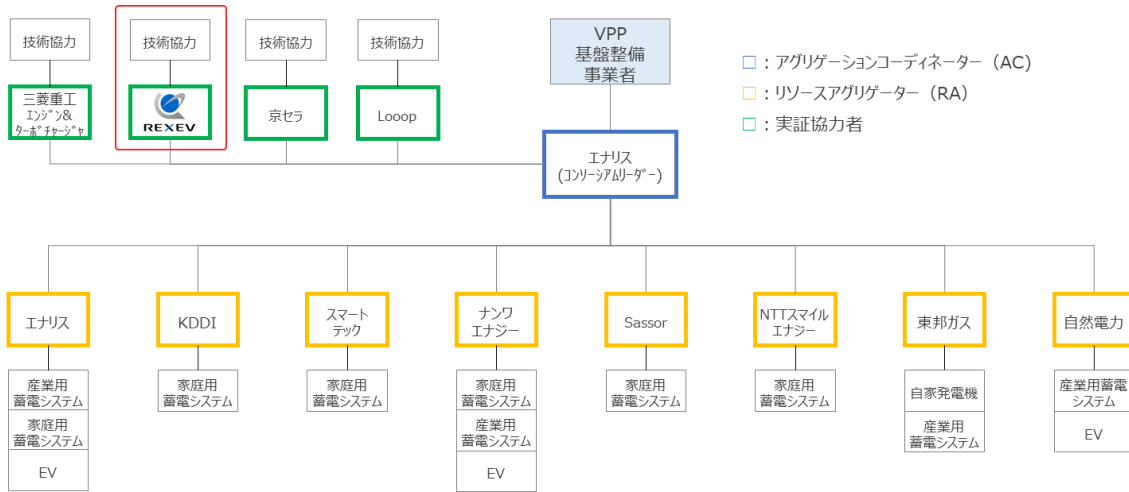 技術協力
技術協力
技術協力
技術協力
三菱重工
エンジン&
ターボチャージャ
REXEV
京セラ
Looop
VPP
基盤整備
事業者
□：アグリゲーションコーディネーター（AC）
□：リソースアグリゲーター（RA）
□：実証協力者
エナリス
(コンソーシアムリーダー)
エナリス
KDDI
スマート
テック
ナンワ
エナジー
Sassor
NTTスマイル
エナジー
東邦ガス
自然電力
産業用
蓄電システム
家庭用
蓄電システム
EV
家庭用
蓄電システム
家庭用
蓄電システム
家庭用
蓄電システム
産業用
蓄電システム
EV
家庭用
蓄電システム
家庭用
蓄電システム
自家発電機
産業用
蓄電システム
産業用蓄電
システム
EV